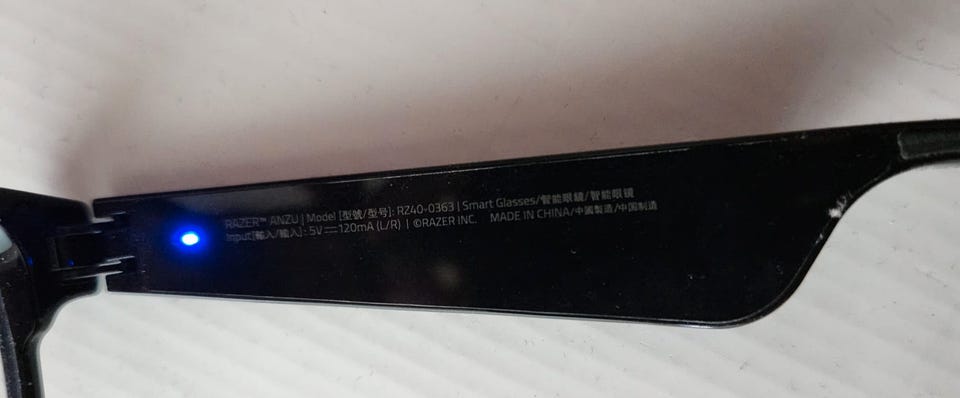 RAZER™ ANZU | Model [型號/型号]: RZ40-0363 | Smart Glasses/智能眼鏡/智能眼镜
Input[輸入/输入]: 5V⎓120mA (L/R) | ©RAZER INC. MADE IN CHINA/中國製造/中国制造